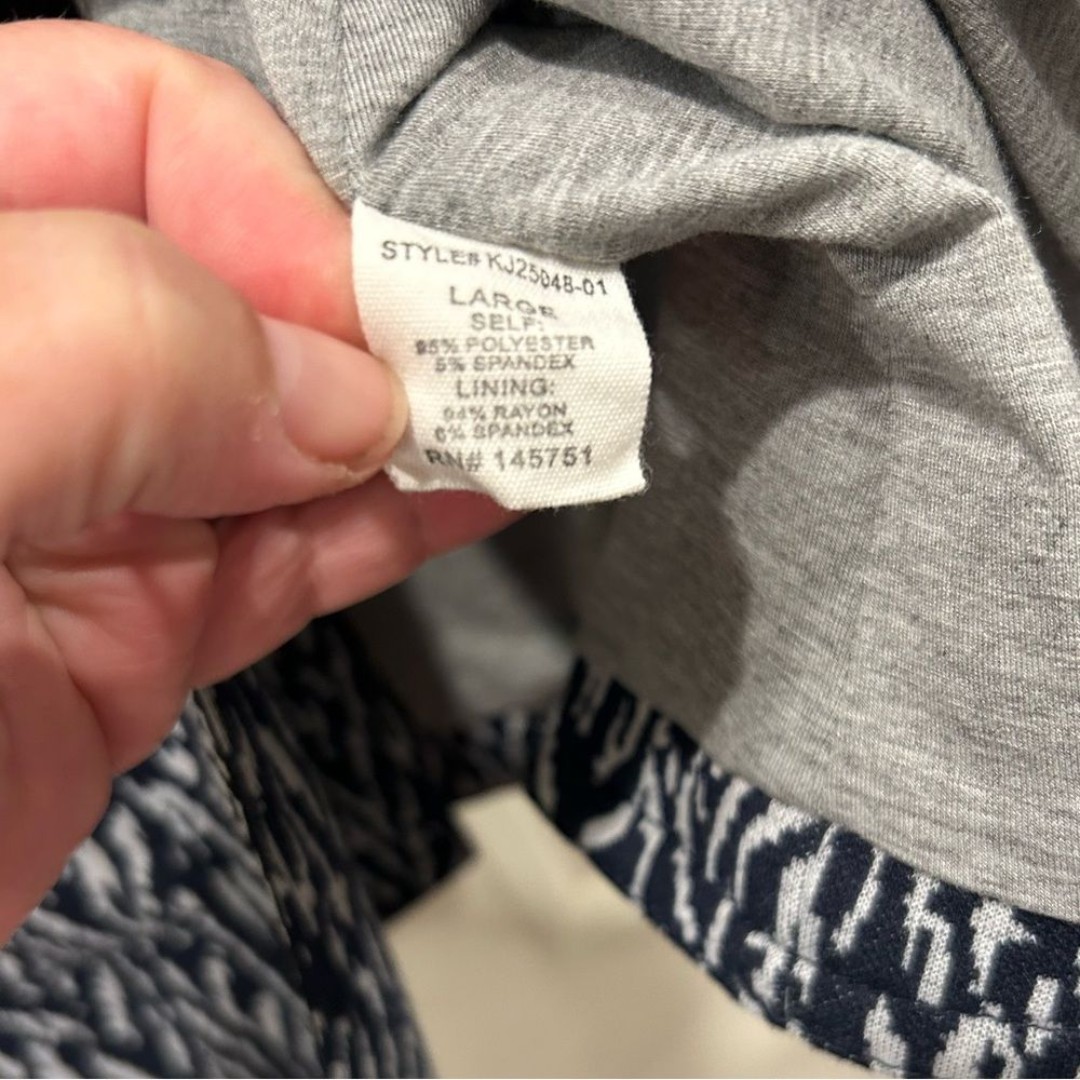 STYLE# KJ25048-01
LARGE
SELF:
95% POLYESTER
5% SPANDEX
LINING:
94% RAYON
6% SPANDEX
RN# 145751